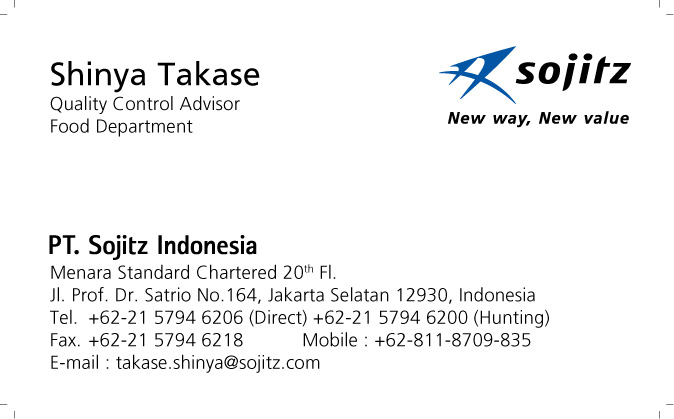 Shinya Takase
Quality Control Advisor
Food Department
sojitz
New way, New value
PT. Sojitz Indonesia
Menara Standard Chartered 20th Fl.
Jl. Prof. Dr. Satrio No.164, Jakarta Selatan 12930, Indonesia
Tel. +62-21 5794 6206 (Direct) +62-21 5794 6200 (Hunting)
Fax. +62-21 5794 6218 Mobile : +62-811-8709-835
E-mail : takase.shinya@sojitz.com